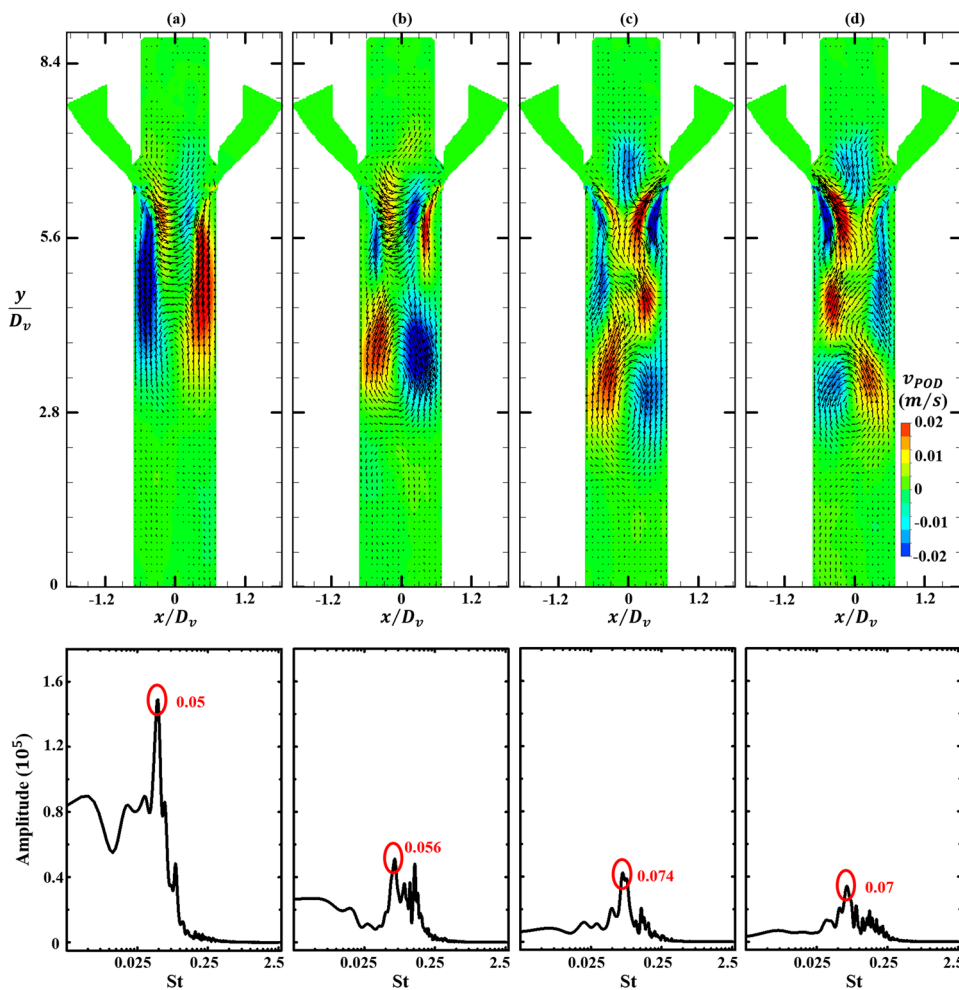 (a) (b) (c) (d)
8.4
5.6
y
D_v
2.8
0
v_POD
(m/s)
0.02
0.01
0
-0.01
-0.02
-1.2 0 1.2 -1.2 0 1.2 -1.2 0 1.2 -1.2 0 1.2
x/D_v x/D_v x/D_v x/D_v
Amplitude (10^5)
1.6
1.2
0.8
0.4
0
0.05
0.056
0.074
0.07
0.025 0.25 2.5 0.025 0.25 2.5 0.025 0.25 2.5 0.025 0.25 2.5
St St St St